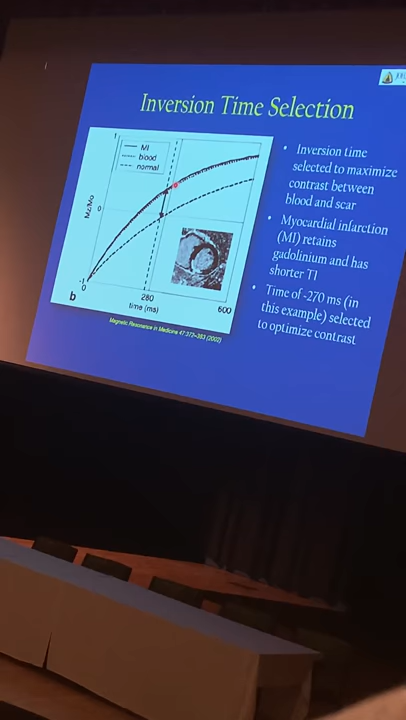 Inversion Time Selection
1
MI
blood
normal
Mz/Mo
0
-1
0
280
600
time (ms)
b
Magnetic Resonance in Medicine 47:373–383 (2002)
• Inversion time
selected to maximize
contrast between
blood and scar
• Myocardial infarction
(MI) retains
gadolinium and has
shorter T1
• Time of ~270 ms (in
this example) selected
to optimize contrast